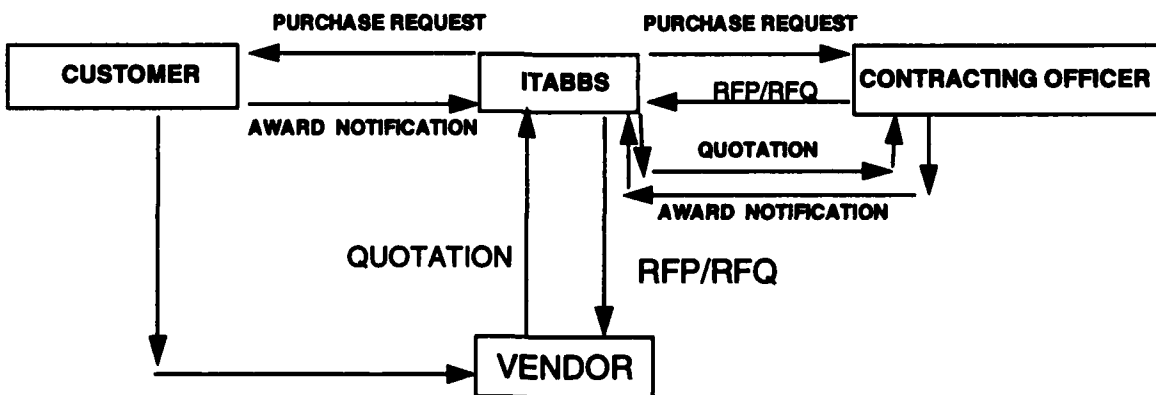 PURCHASE REQUEST
PURCHASE REQUEST
CUSTOMER
ITABBS
CONTRACTING OFFICER
RFP/RFQ
AWARD NOTIFICATION
QUOTATION
AWARD NOTIFICATION
QUOTATION
RFP/RFQ
VENDOR